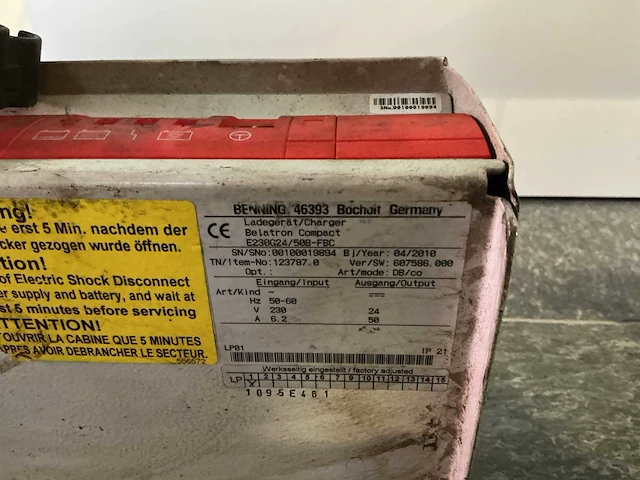 SNo.00100019894
ng!
erst 5 Min. nachdem der
cker gezogen wurde öffnen.
tion!
of Electric Shock Disconnect
er supply and battery, and wait at
st 5 minutes before servicing
ATTENTION!
OUVRIR LA CABINE QUE 5 MINUTES
APRES AVOIR DEBRANCHER LE SECTEUR.
556572
BENNING, 46393 Bocholt Germany
CE
Ladegerät/Charger
Belatron Compact
E230G24/50B-FBC
SN/SNo:00100019894 Bj/Year: 04/2010
TN/Item-No:123787.0 Ver/SW:607586.000
Opt.: Art/mode: DB/co
Eingang/Input Ausgang/Output
Art/Kind ~
Hz 50-60
V 230 24
A 6.2 50
LP01 IP 21
Werksseitig eingestellt / factory adjusted
LP 1 2 3 4 5 6 7 8 9 10 11 12 13 14 15
X
1095E461